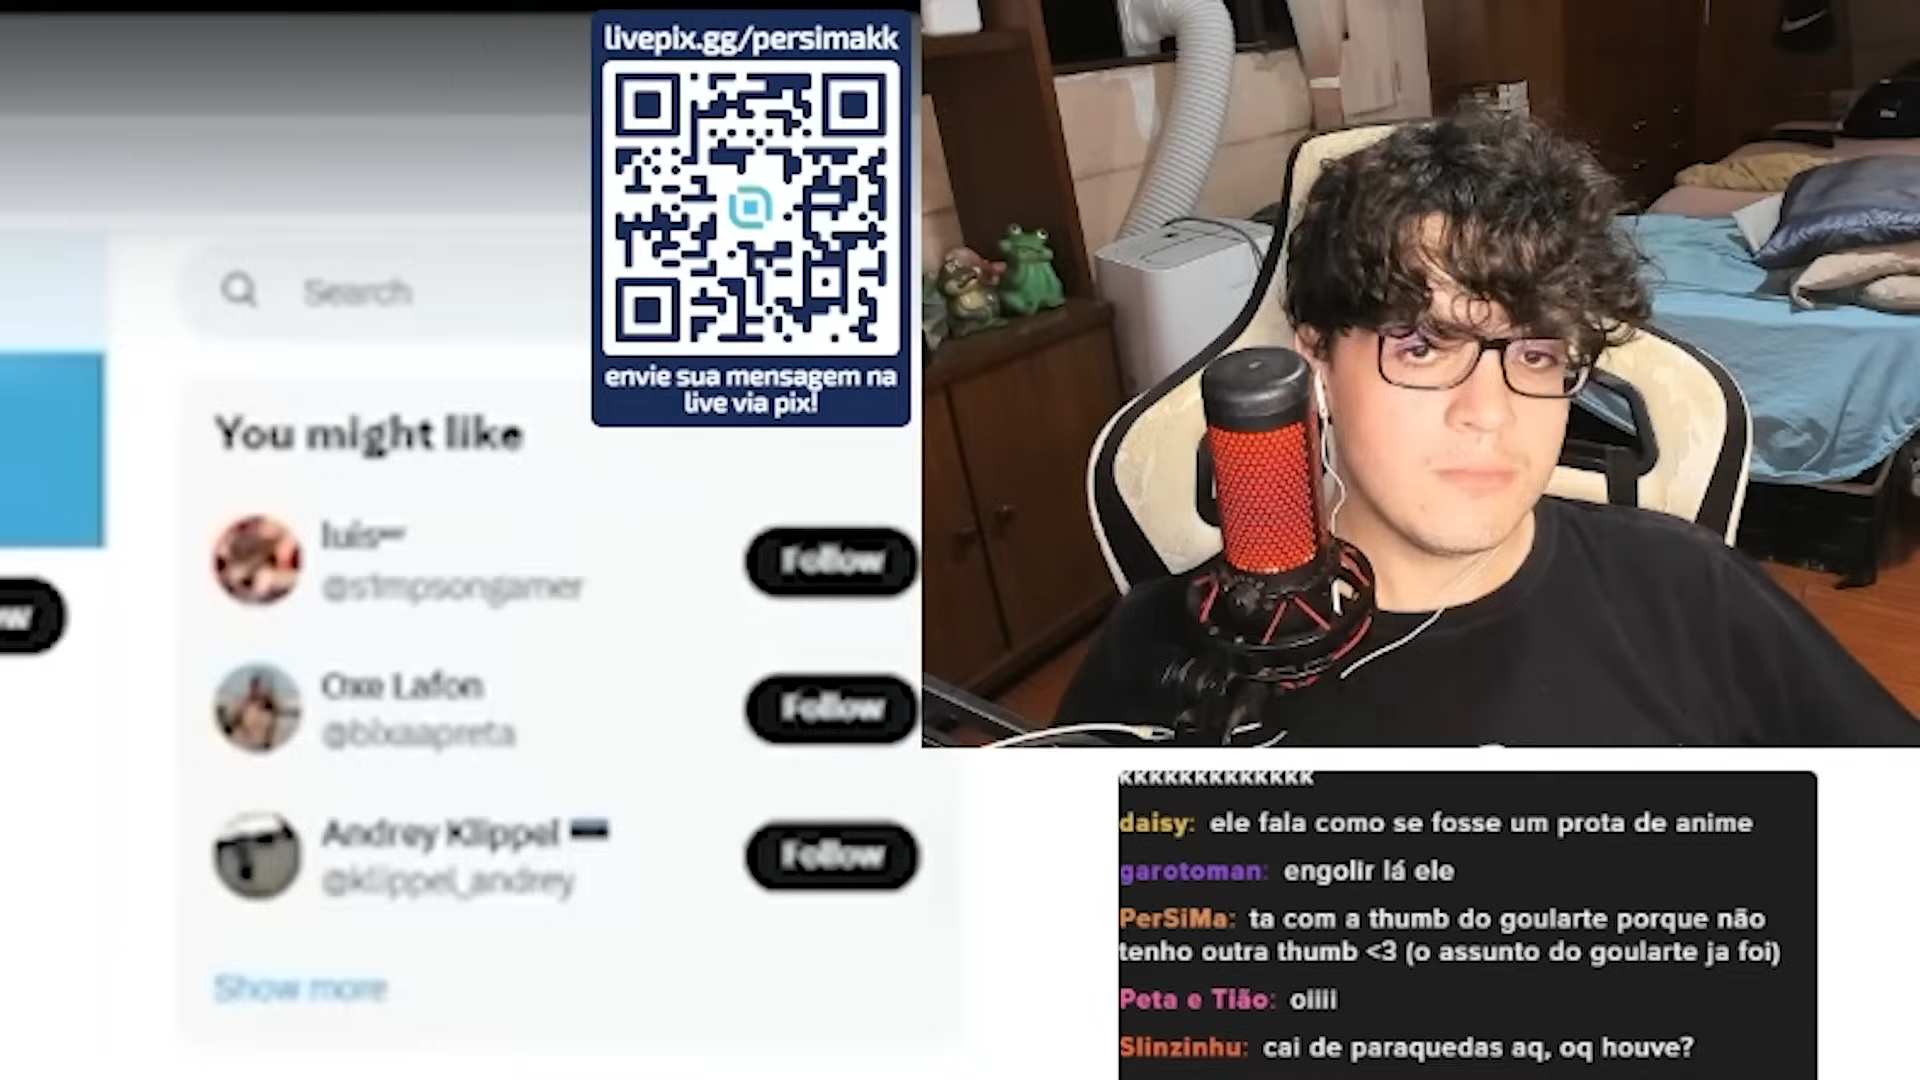 livepix.gg/persimakk
envie sua mensagem na
live via pix!
Search
You might like
luis
@s1mpsongamer
Follow
Oxe Lafon
@bixaapreta
Follow
Andrey Klippel
@klippel_andrey
Follow
Show more
kkkkkkkkkkkkk
daisy: ele fala como se fosse um prota de anime
garotoman: engolir lá ele
PerSiMa: ta com a thumb do goularte porque não
tenho outra thumb <3 (o assunto do goularte ja foi)
Peta e Tião: oiiii
Slinzinhu: cai de paraquedas aq, oq houve?